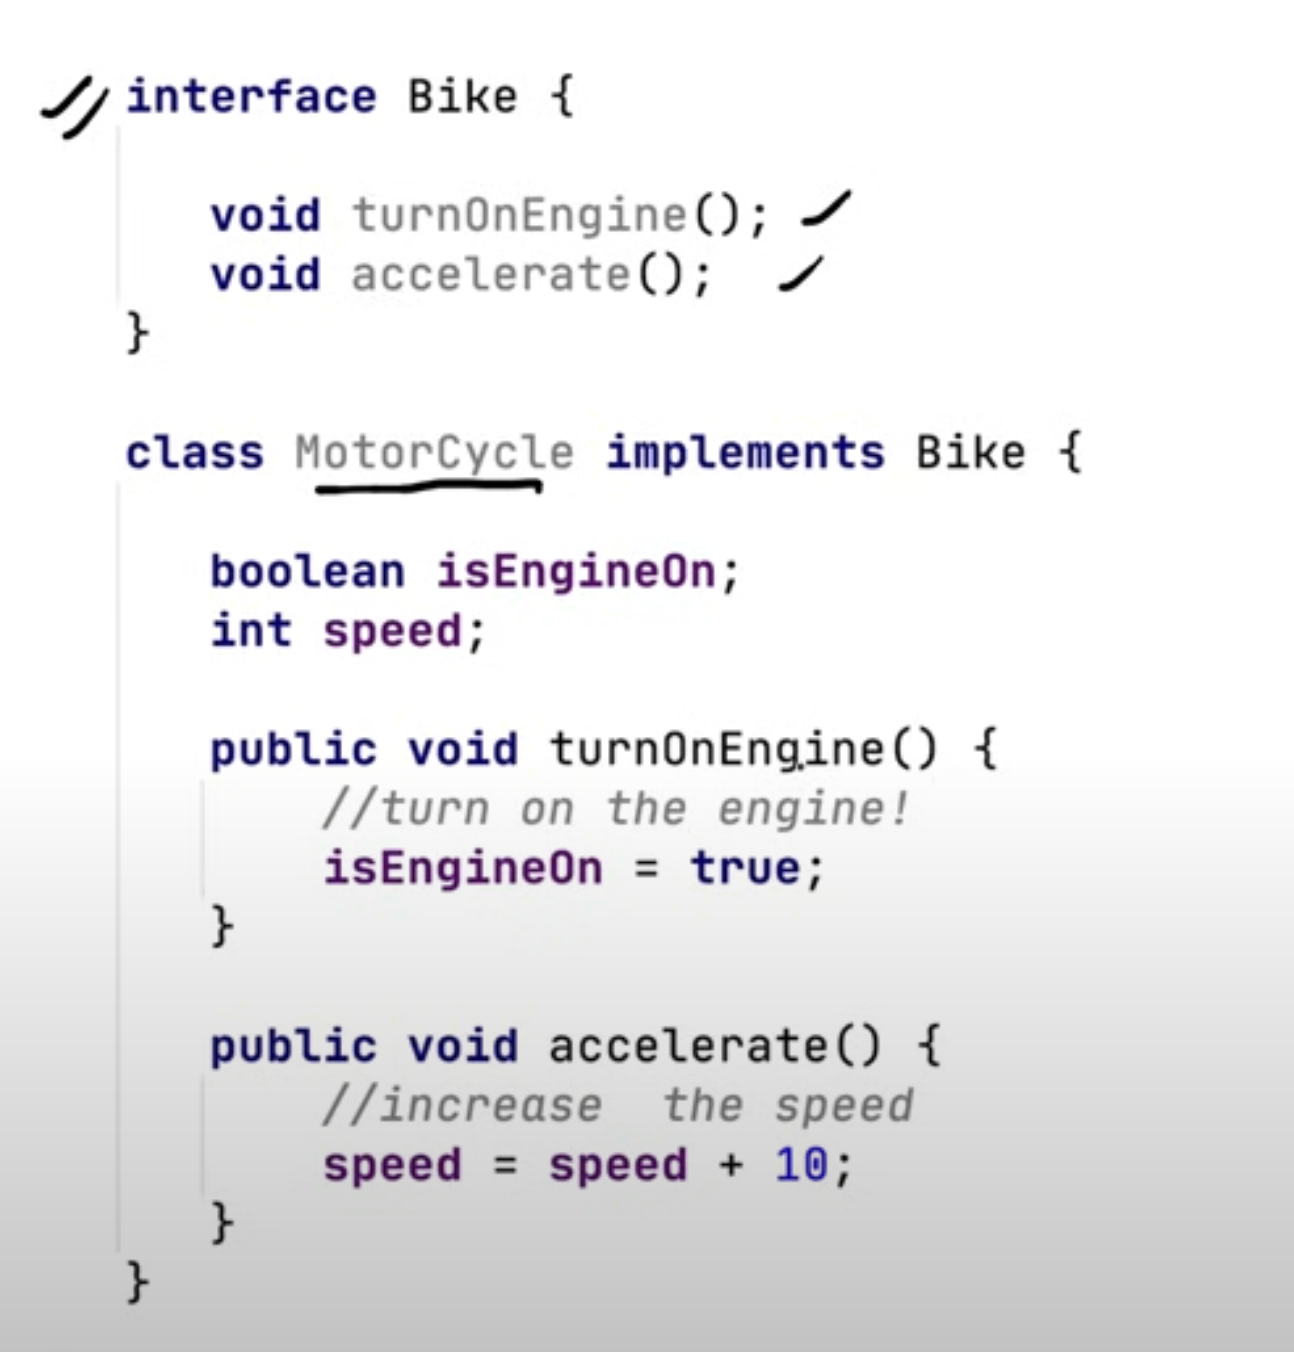 interface Bike {
void turnOnEngine();
void accelerate();
}
class MotorCycle implements Bike {
boolean isEngineOn;
int speed;
public void turnOnEngine() {
//turn on the engine!
isEngineOn = true;
}
public void accelerate() {
//increase  the speed
speed = speed + 10;
}
}